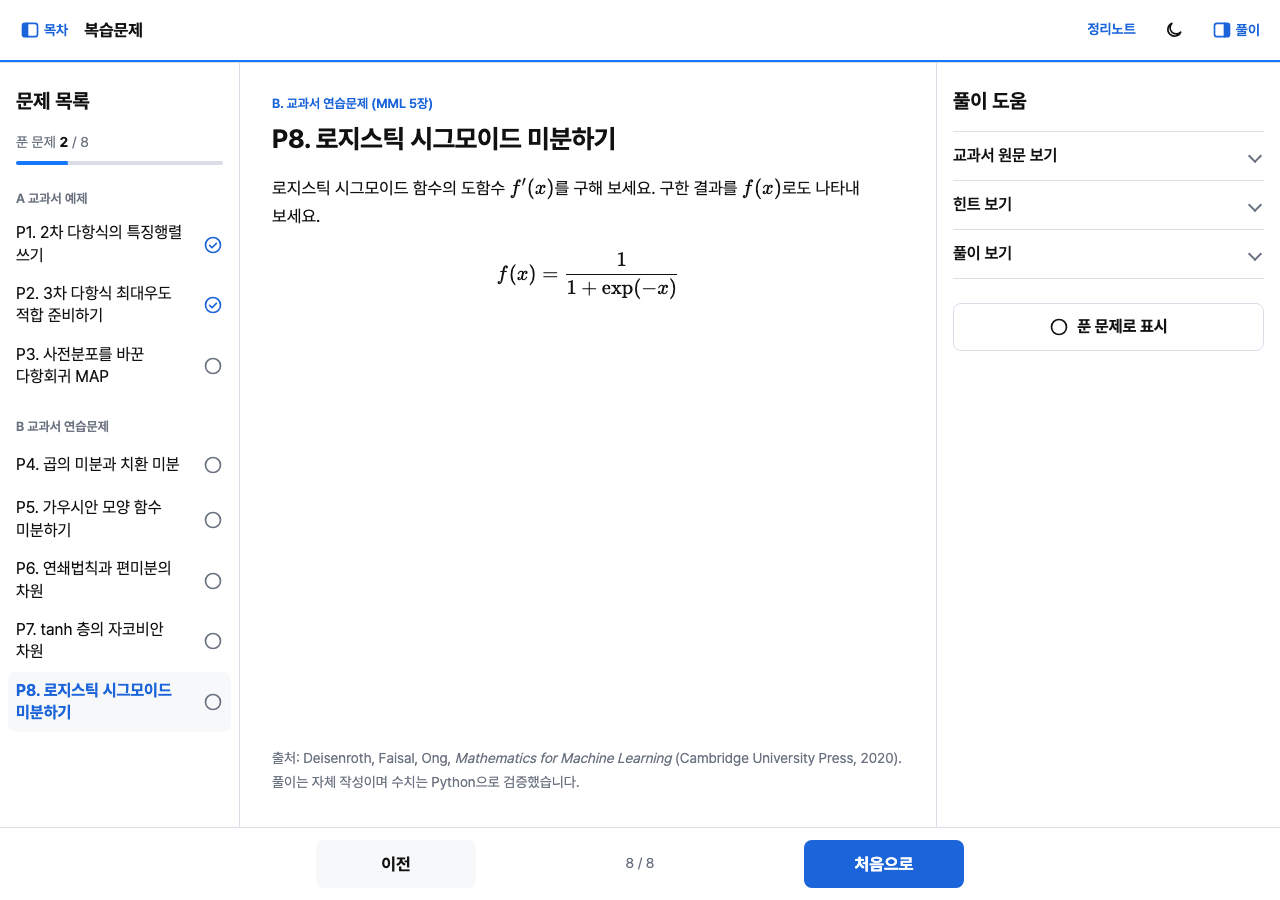 목차 복습문제 정리노트 풀이
문제 목록
푼 문제 2 / 8
A 교과서 예제
P1. 2차 다항식의 특징행렬
쓰기
P2. 3차 다항식 최대우도
적합 준비하기
P3. 사전분포를 바꾼
다항회귀 MAP
B 교과서 연습문제
P4. 곱의 미분과 치환 미분
P5. 가우시안 모양 함수
미분하기
P6. 연쇄법칙과 편미분의
차원
P7. tanh 층의 자코비안
차원
P8. 로지스틱 시그모이드
미분하기
B. 교과서 연습문제 (MML 5장)
P8. 로지스틱 시그모이드 미분하기
로지스틱 시그모이드 함수의 도함수 f′(x)를 구해 보세요. 구한 결과를 f(x)로도 나타내
보세요.
f(x) = 1 / (1 + exp(−x))
출처: Deisenroth, Faisal, Ong, Mathematics for Machine Learning (Cambridge University Press, 2020).
풀이는 자체 작성이며 수치는 Python으로 검증했습니다.
풀이 도움
교과서 원문 보기
힌트 보기
풀이 보기
푼 문제로 표시
이전 8 / 8 처음으로